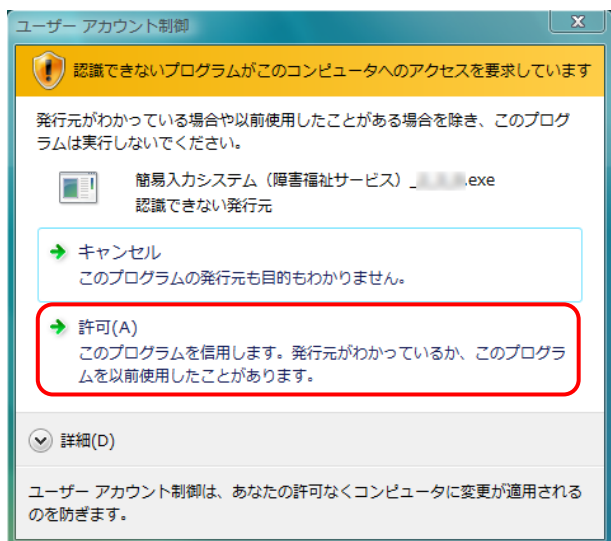 ユーザー アカウント制御
認識できないプログラムがこのコンピュータへのアクセスを要求しています
発行元がわかっている場合や以前使用したことがある場合を除き、このプログ
ラムは実行しないでください。
簡易入力システム（障害福祉サービス）_ .exe
認識できない発行元
キャンセル
このプログラムの発行元も目的もわかりません。
許可(A)
このプログラムを信用します。発行元がわかっているか、このプログラ
ムを以前使用したことがあります。
詳細(D)
ユーザー アカウント制御は、あなたの許可なくコンピュータに変更が適用される
のを防ぎます。